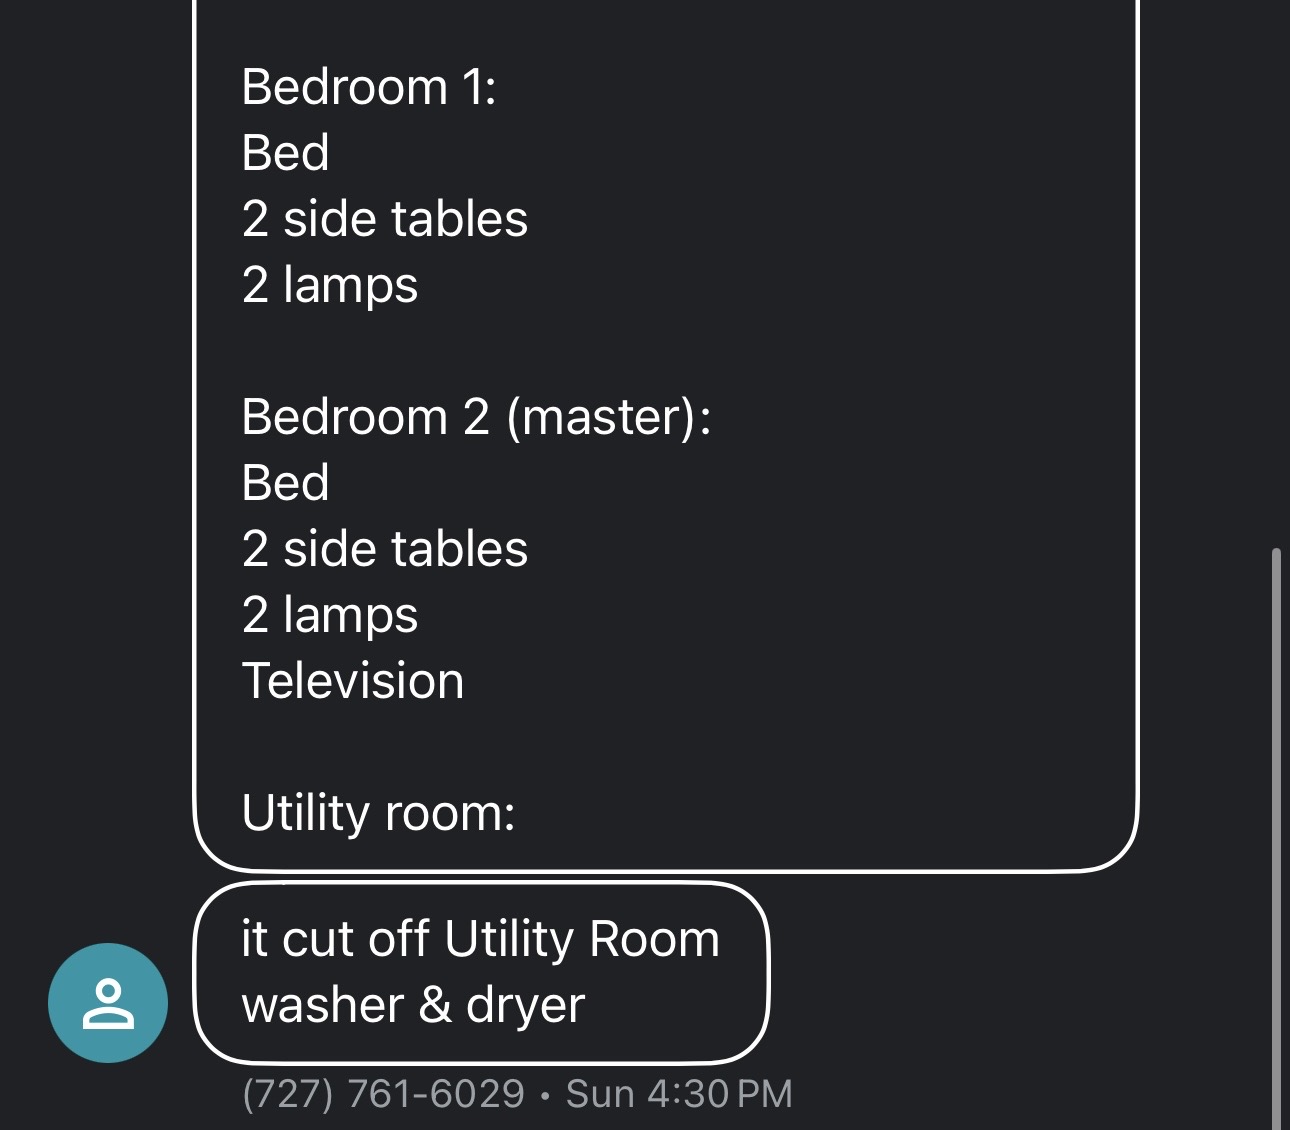 Bedroom 1:
Bed
2 side tables
2 lamps
Bedroom 2 (master):
Bed
2 side tables
2 lamps
Television
Utility room:
it cut off Utility Room
washer & dryer
(727) 761-6029 • Sun 4:30 PM